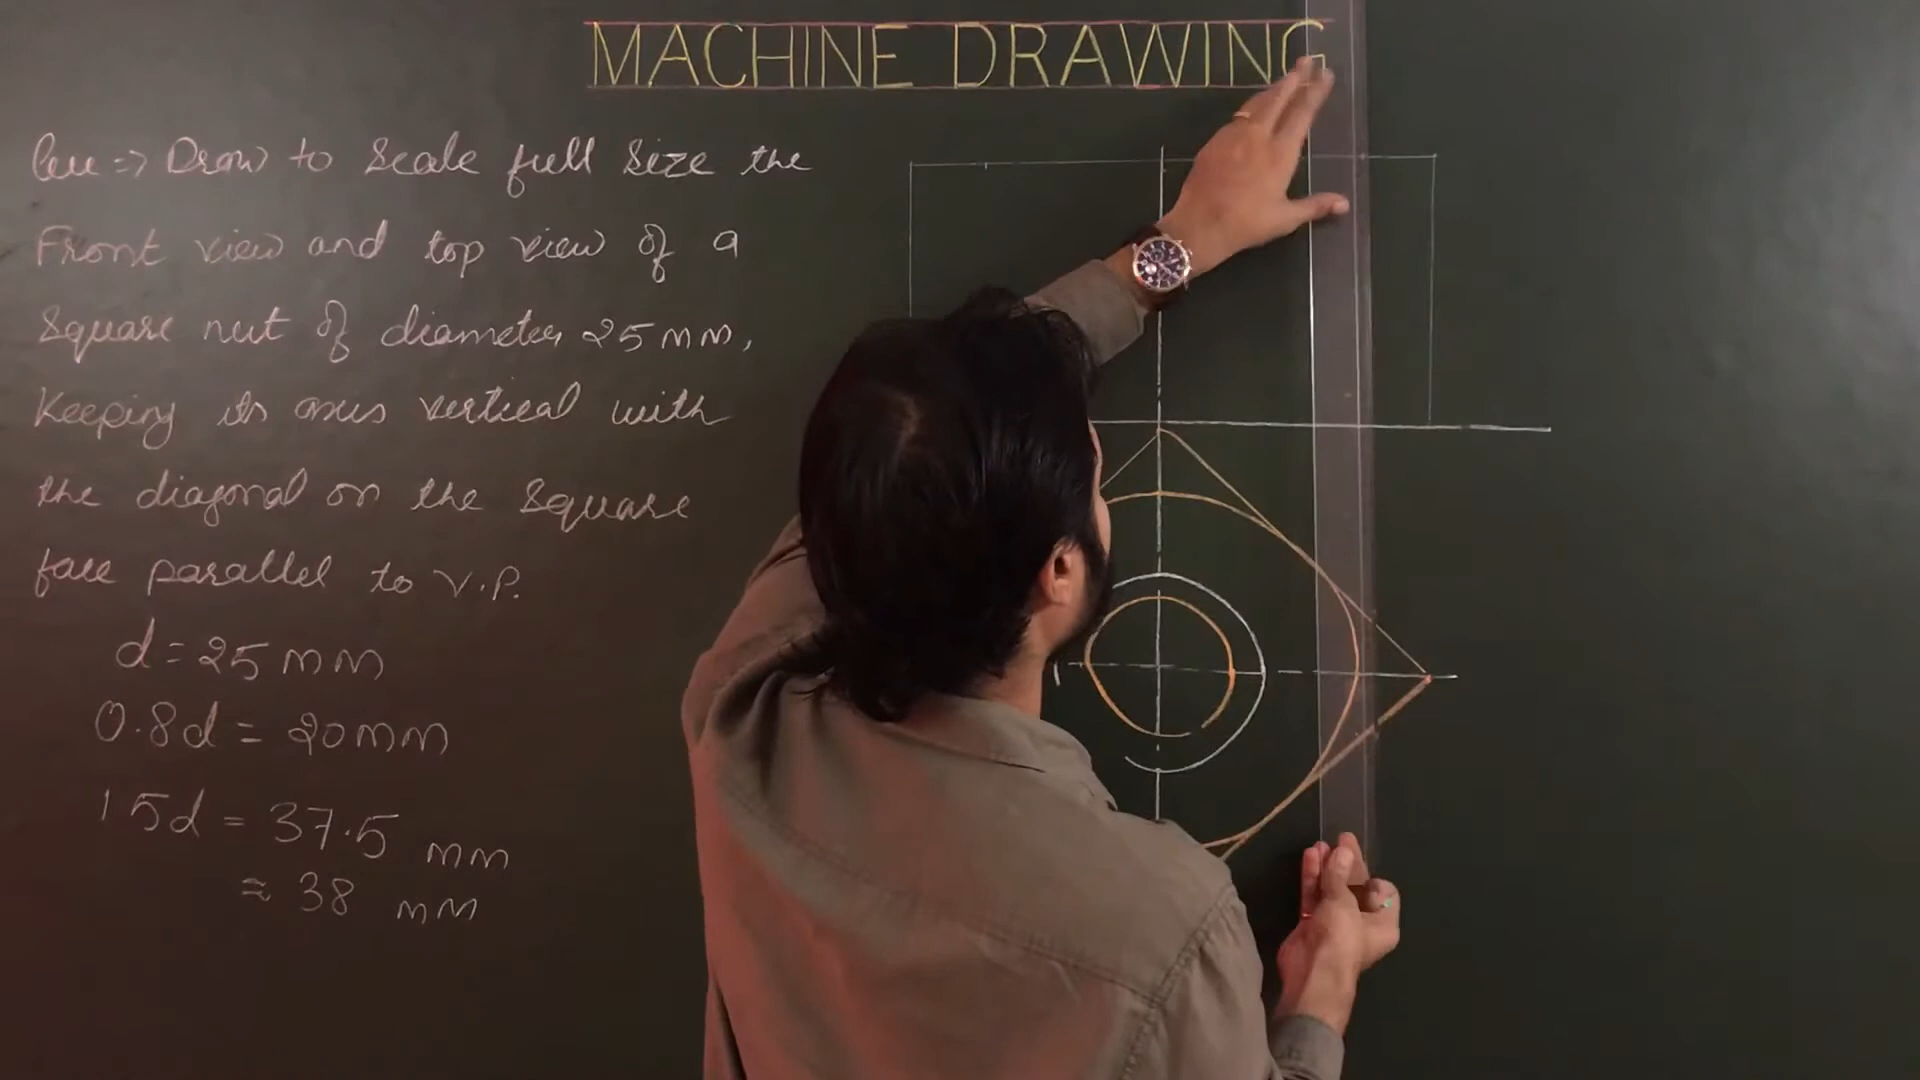 MACHINE DRAWING
Que => Draw to Scale full Size the
Front view and top view of a
Square nut of diameter 25 mm,
Keeping its axis vertical with
the diagonal on the Square
face parallel to V.P.
d = 25 mm
0.8d = 20 mm
1.5d = 37.5 mm
≈ 38 mm